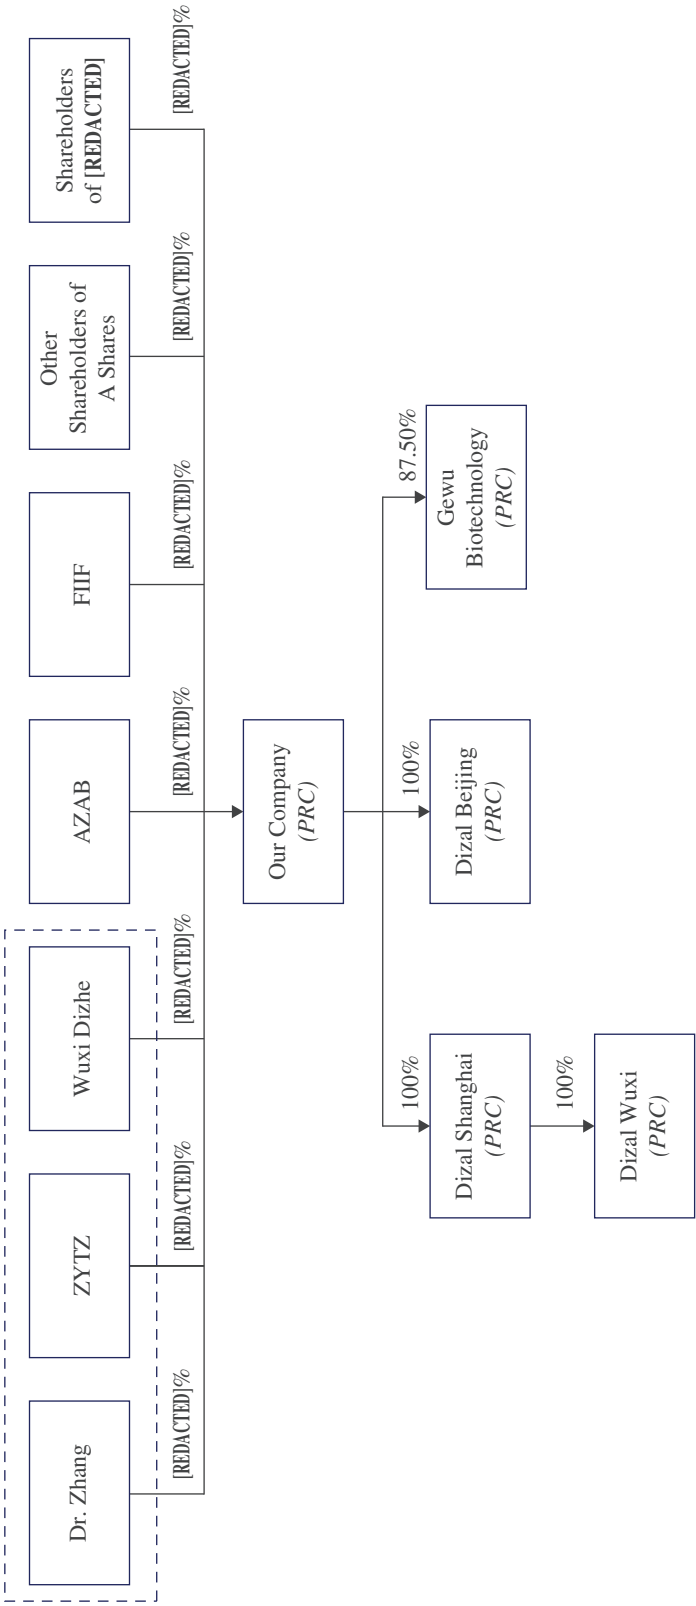 Dr. Zhang
ZYTZ
Wuxi Dizhe
AZAB
FIIF
Other
Shareholders of
A Shares
Shareholders
of [REDACTED]
[REDACTED]%
[REDACTED]%
[REDACTED]%
[REDACTED]%
[REDACTED]%
[REDACTED]%
[REDACTED]%
Our Company
(PRC)
100%
100%
87.50%
Dizal Shanghai
(PRC)
Dizal Beijing
(PRC)
Gewu
Biotechnology
(PRC)
100%
Dizal Wuxi
(PRC)